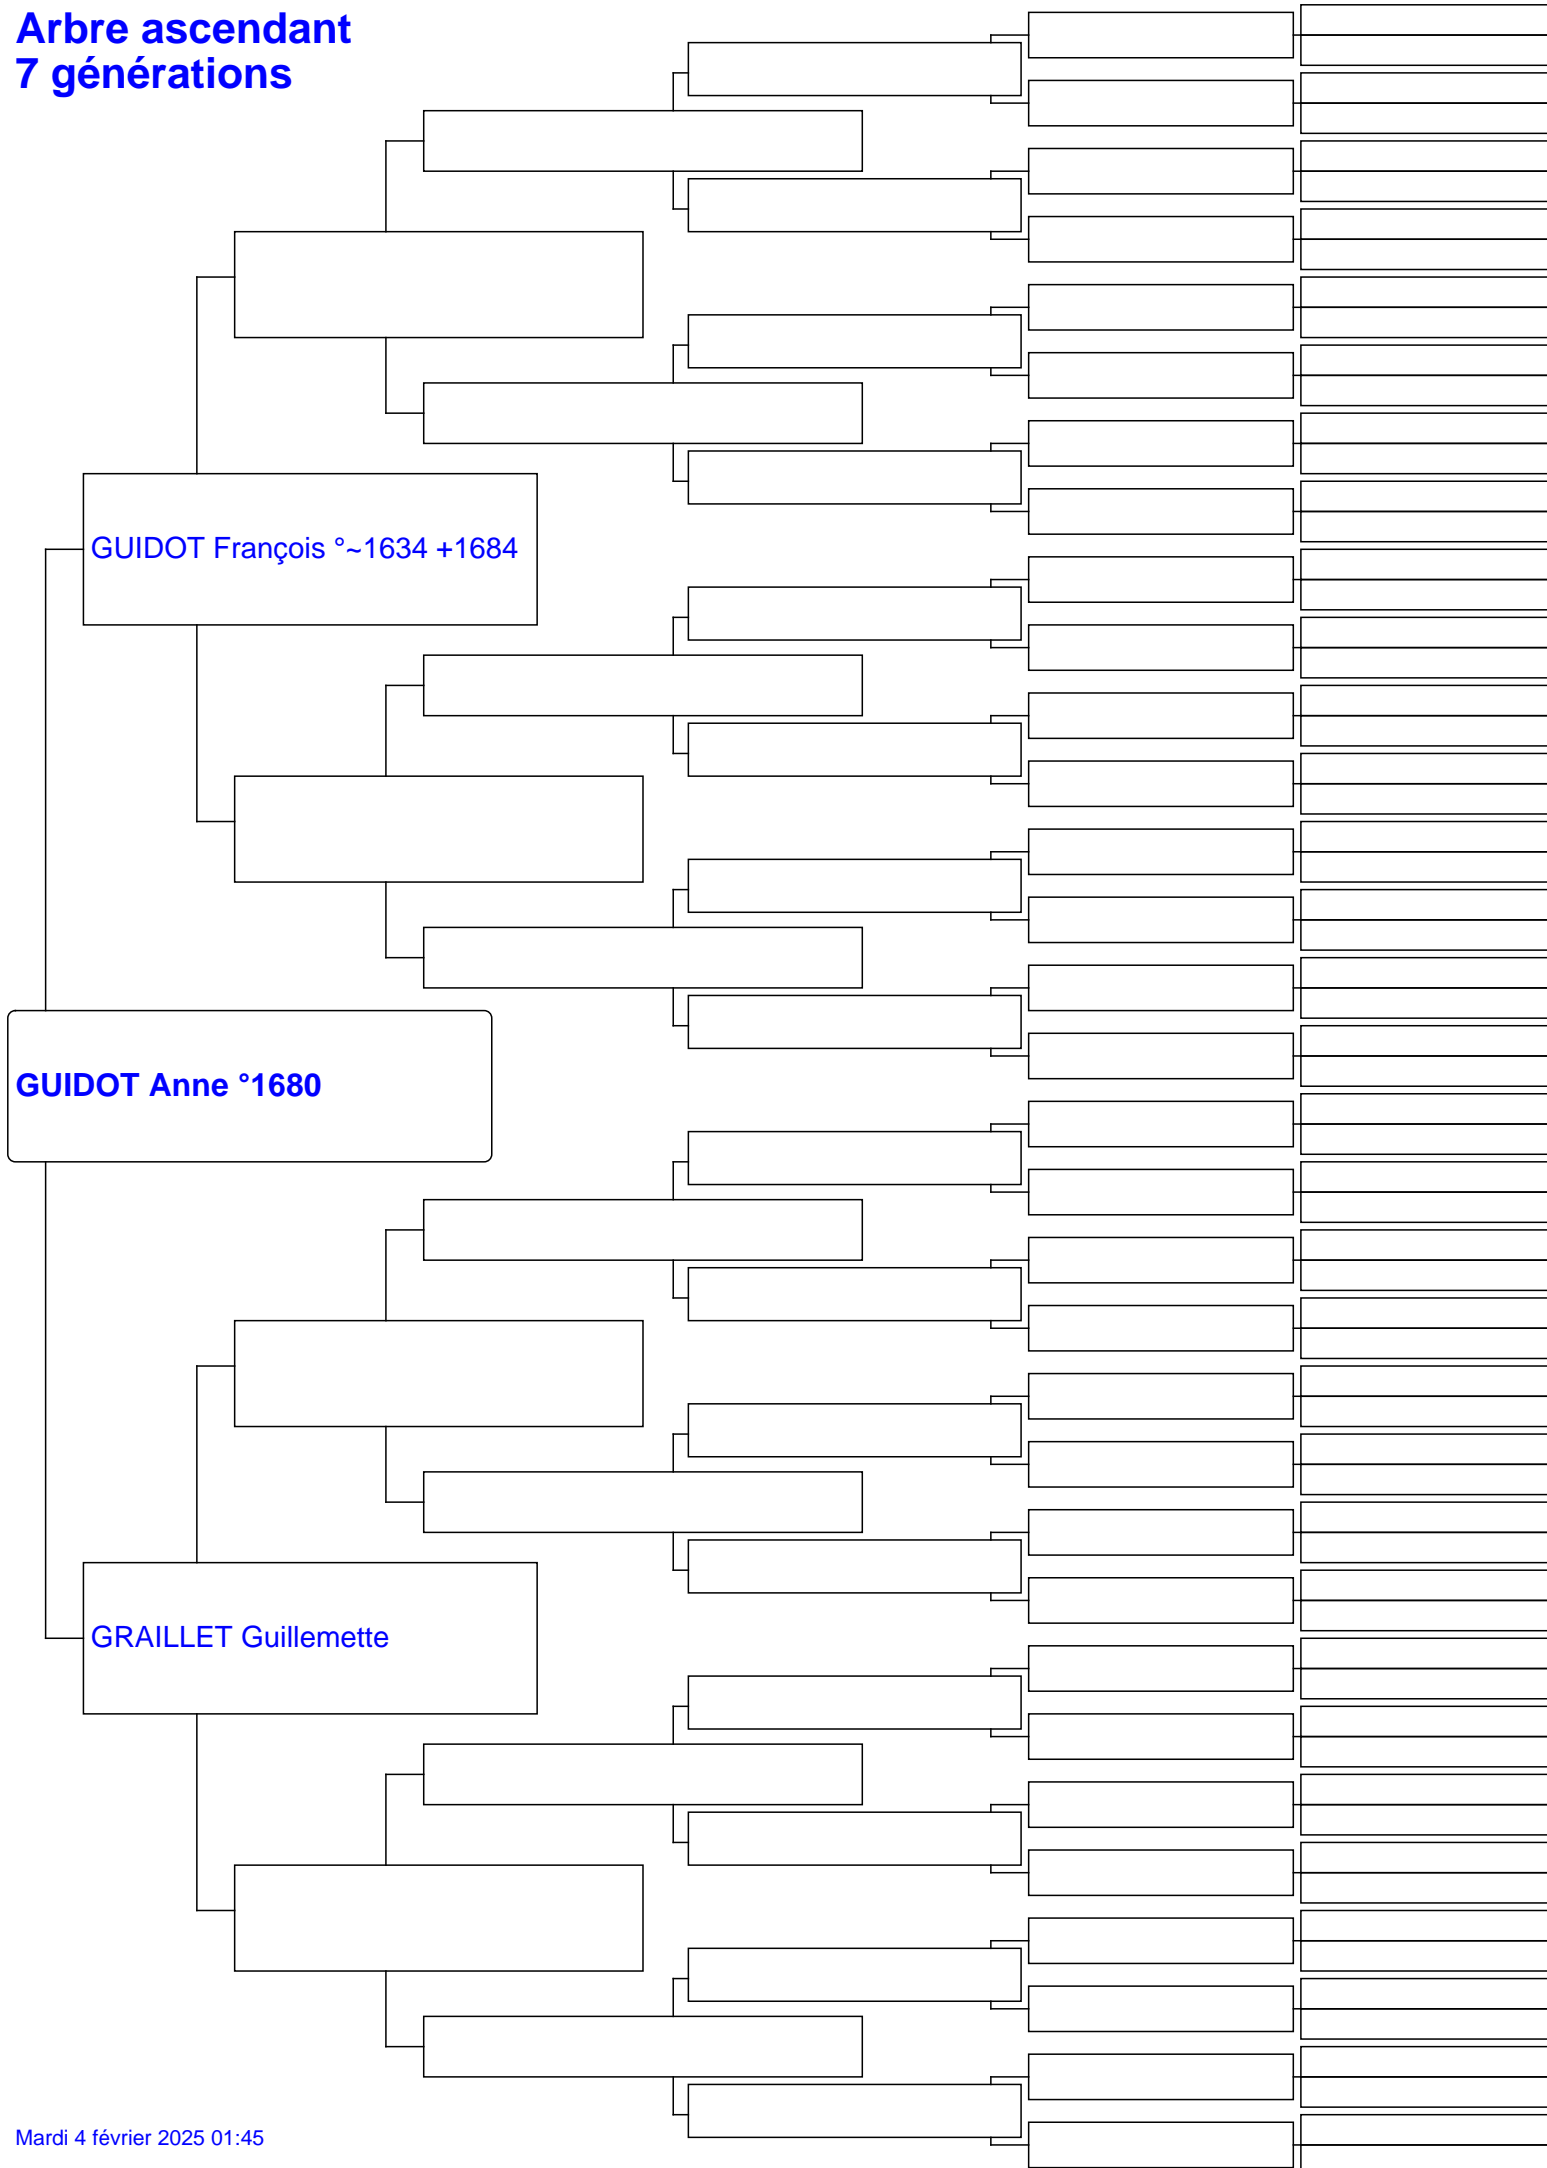 Arbre ascendant
7 générations
GUIDOT François °~1634 +1684
GUIDOT Anne °1680
GRAILLET Guillemette
Mardi 4 février 2025 01:45